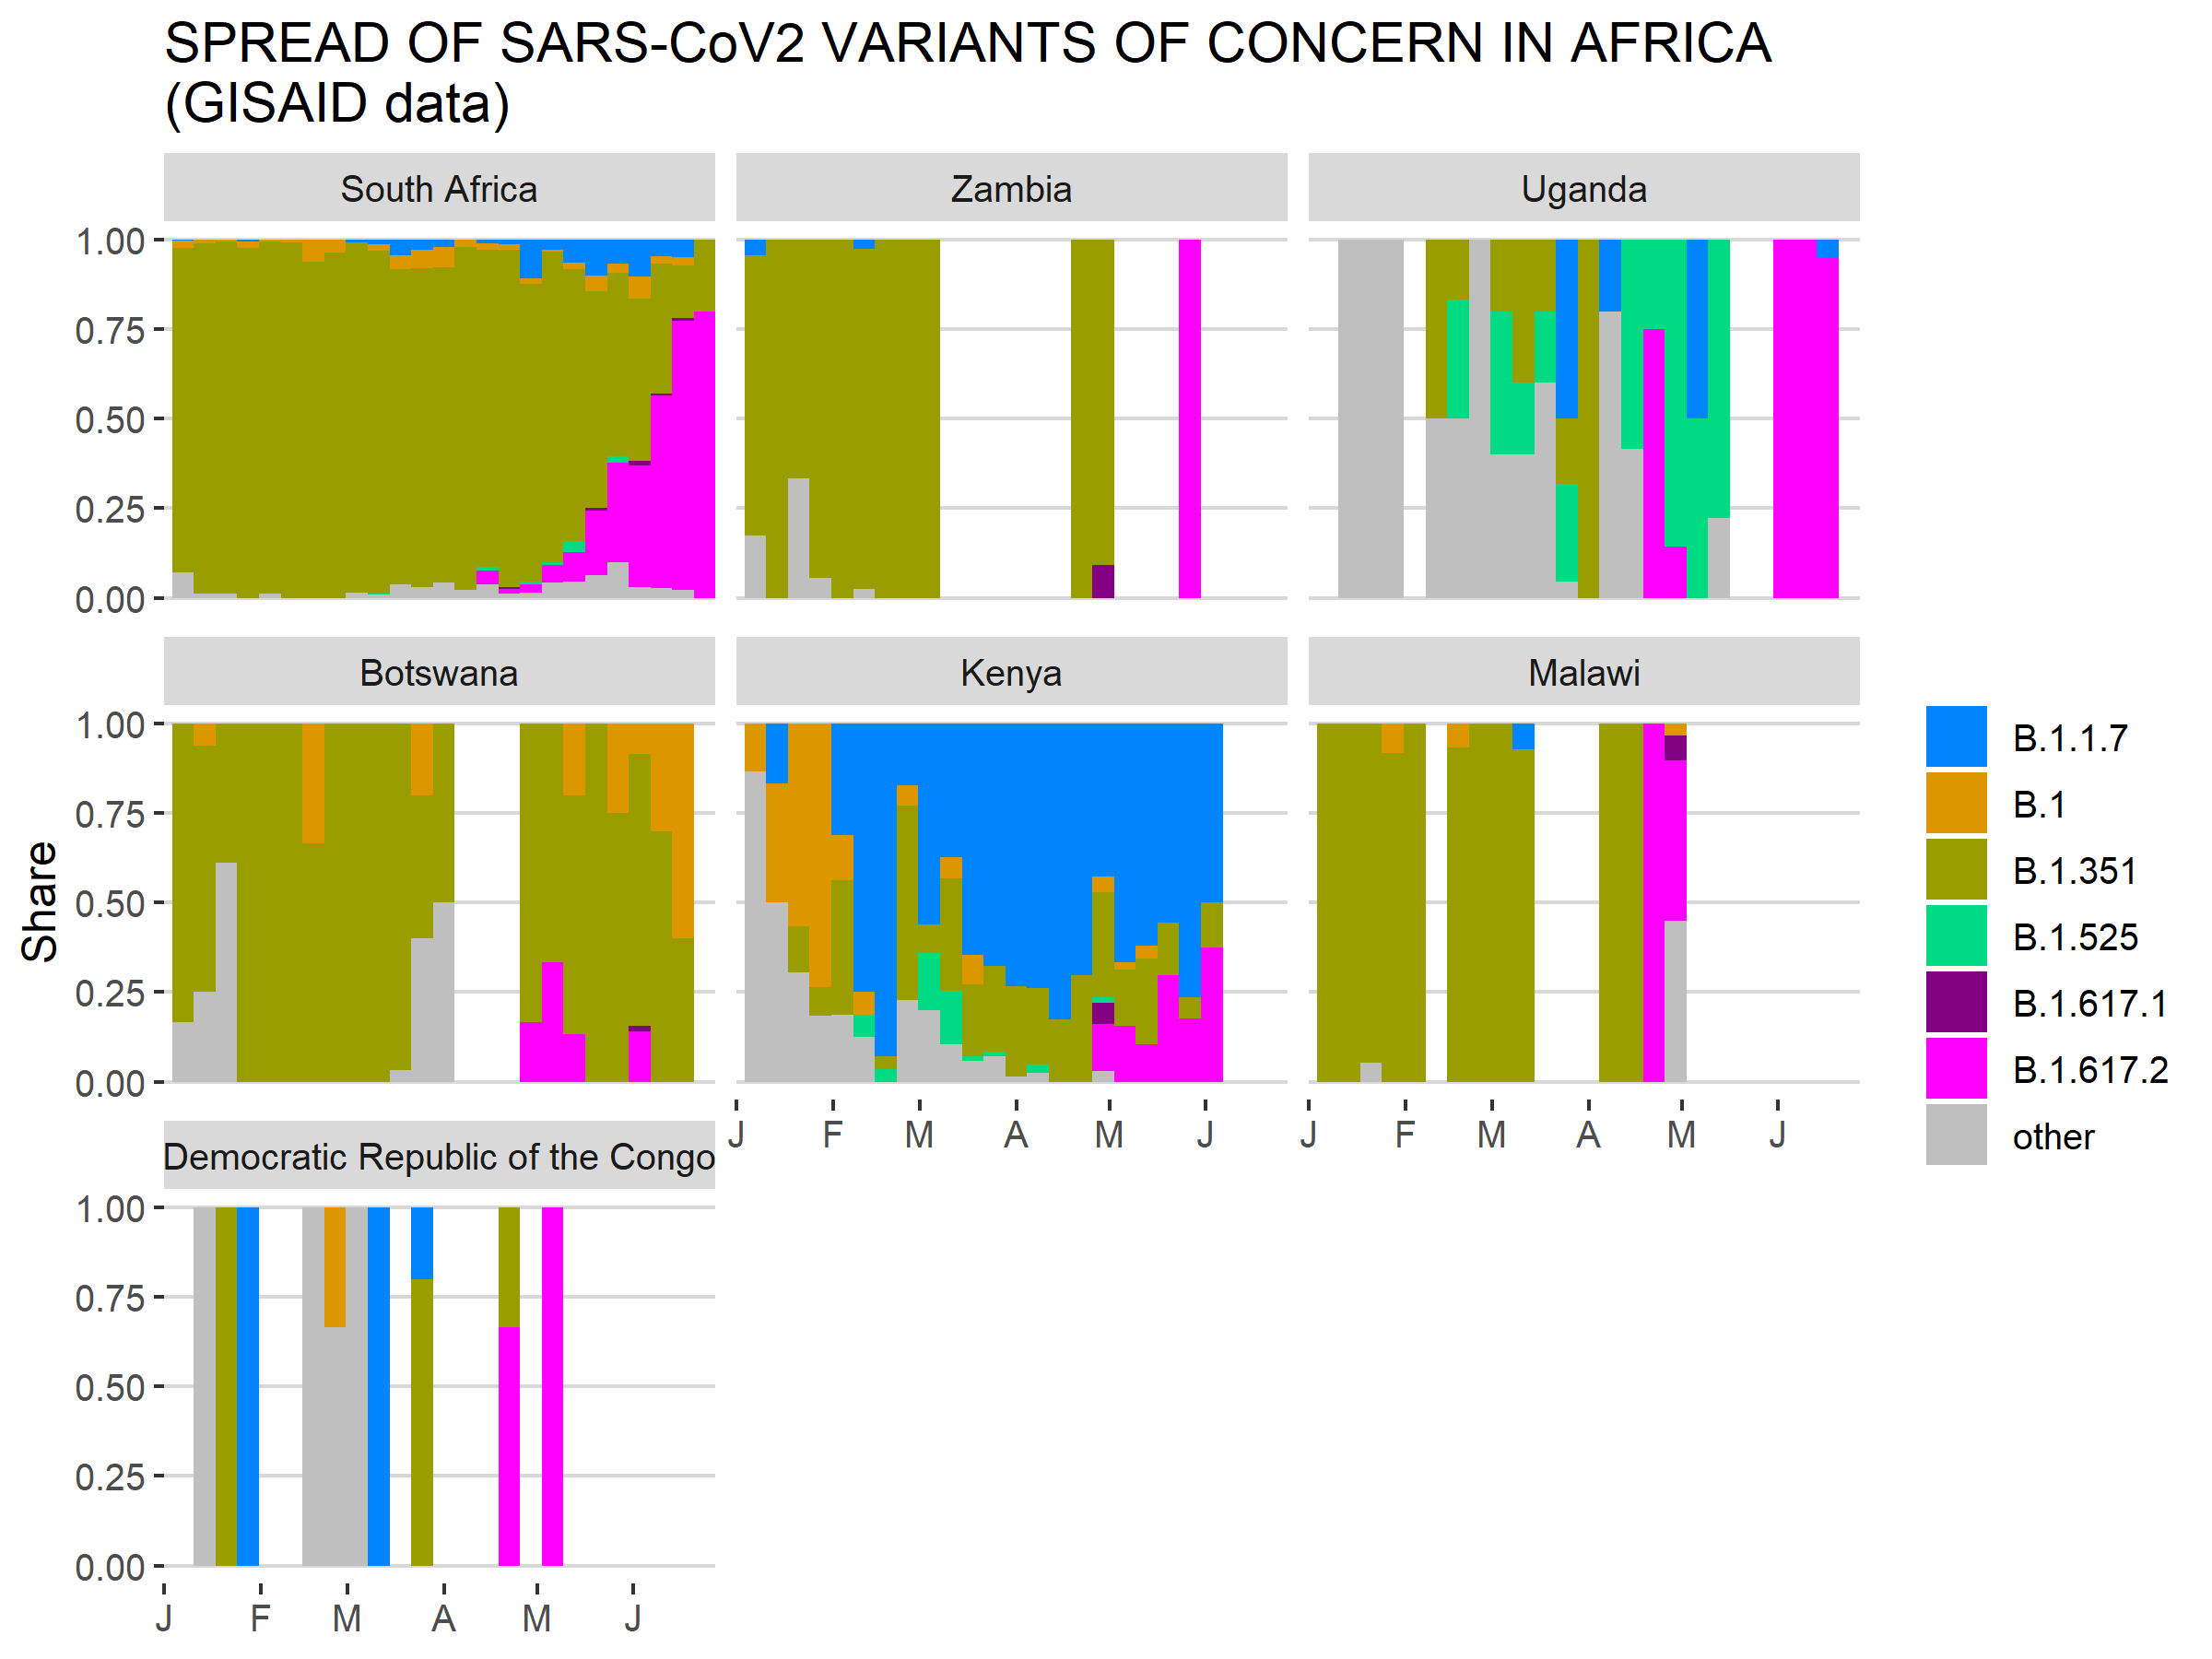 SPREAD OF SARS-CoV2 VARIANTS OF CONCERN IN AFRICA
(GISAID data)
South Africa
Zambia
Uganda
1.00
0.75
0.50
0.25
0.00
Botswana
Kenya
Malawi
1.00
0.75
0.50
0.25
0.00
J F M A M J
J F M A M J
Democratic Republic of the Congo
1.00
0.75
0.50
0.25
0.00
J F M A M J
Share
B.1.1.7
B.1
B.1.351
B.1.525
B.1.617.1
B.1.617.2
other